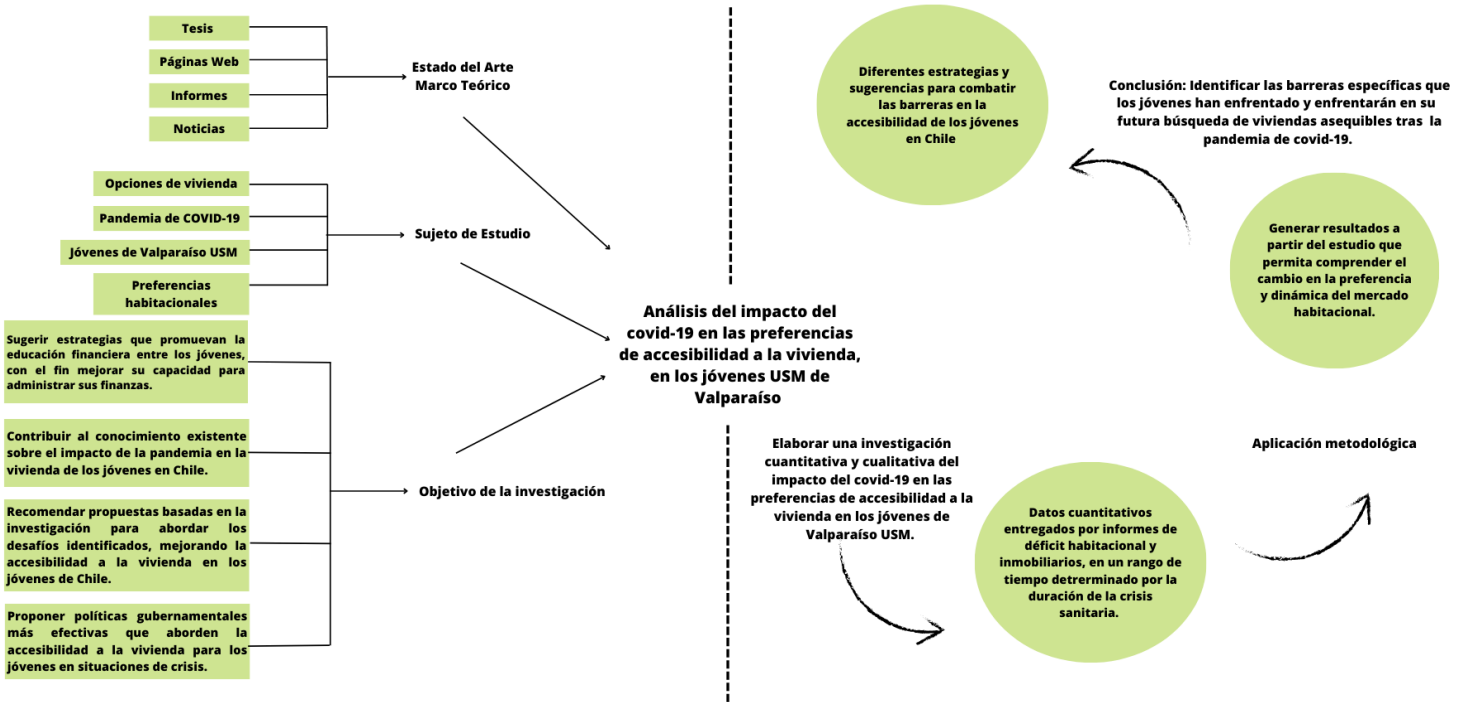 Tesis
Páginas Web
Informes
Noticias
Estado del Arte
Marco Teórico
Opciones de vivienda
Pandemia de COVID-19
Jóvenes de Valparaíso USM
Preferencias
habitacionales
Sujeto de Estudio
Sugerir estrategias que promuevan la
educación financiera entre los jóvenes,
con el fin mejorar su capacidad para
administrar sus finanzas.
Contribuir al conocimiento existente
sobre el impacto de la pandemia en la
vivienda de los jóvenes en Chile.
Recomendar propuestas basadas en la
investigación para abordar los
desafíos identificados, mejorando la
accesibilidad a la vivienda en los
jóvenes de Chile.
Proponer políticas gubernamentales
más efectivas que aborden la
accesibilidad a la vivienda para los
jóvenes en situaciones de crisis.
Objetivo de la investigación
Análisis del impacto del
covid-19 en las preferencias
de accesibilidad a la vivienda,
en los jóvenes USM de
Valparaíso
Elaborar una investigación
cuantitativa y cualitativa del
impacto del covid-19 en las
preferencias de accesibilidad a la
vivienda en los jóvenes de
Valparaíso USM.
Datos cuantitativos
entregados por informes de
déficit habitacional y
inmobiliarios, en un rango de
tiempo detrerminado por la
duración de la crisis
sanitaria.
Aplicación metodológica
Generar resultados a
partir del estudio que
permita comprender el
cambio en la preferencia
y dinámica del mercado
habitacional.
Conclusión: Identificar las barreras específicas que
los jóvenes han enfrentado y enfrentarán en su
futura búsqueda de viviendas asequibles tras la
pandemia de covid-19.
Diferentes estrategias y
sugerencias para combatir
las barreras en la
accesibilidad de los jóvenes
en Chile